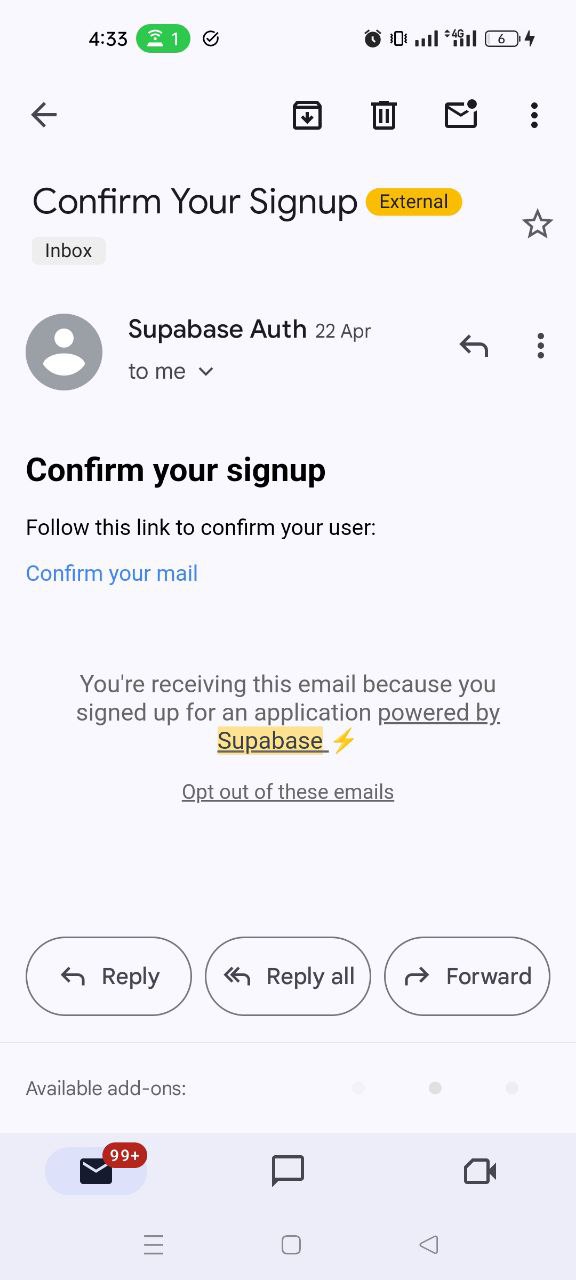 4:33 1 4G 6
Confirm Your Signup External
Inbox
Supabase Auth 22 Apr
to me
Confirm your signup
Follow this link to confirm your user:
Confirm your mail
You're receiving this email because you
signed up for an application powered by
Supabase ⚡
Opt out of these emails
Reply Reply all Forward
Available add-ons:
99+